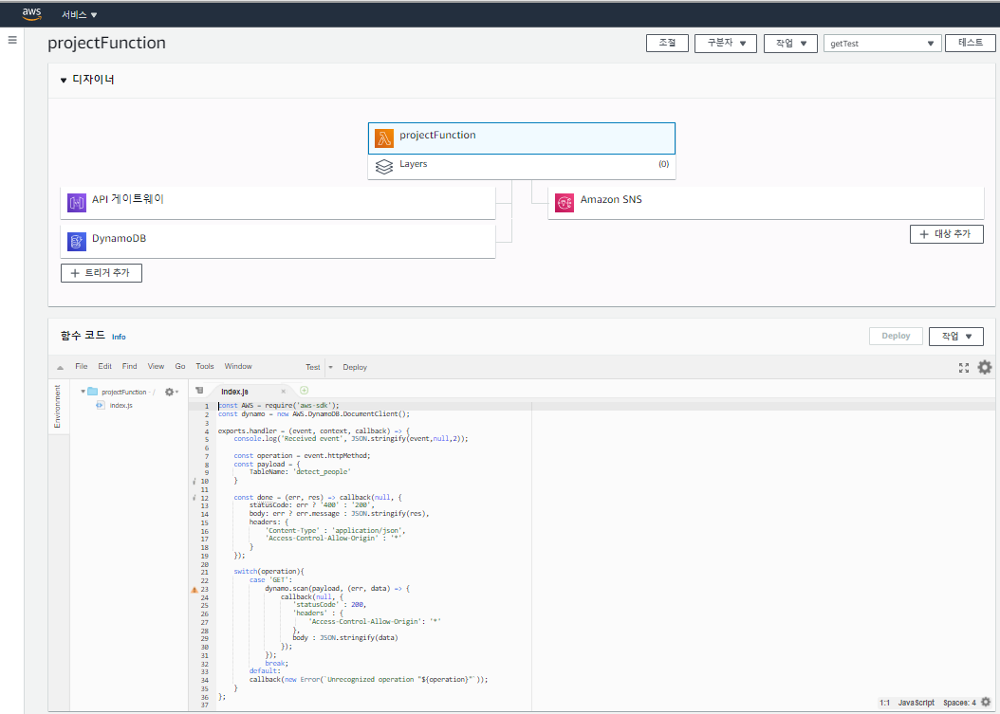 aws 서비스 ▼
projectFunction 조절 구분자 ▼ 작업 ▼ getTest ▼ 테스트
▼ 디자이너
projectFunction
Layers (0)
API 게이트웨이 Amazon SNS
DynamoDB + 대상 추가
+ 트리거 추가
함수 코드 Info Deploy 작업 ▼
File Edit Find View Go Tools Window Test Deploy
Environment
projectFunction - /
index.js
index.js
1 const AWS = require('aws-sdk');
2 const dynamo = new AWS.DynamoDB.DocumentClient();
3
4 exports.handler = (event, context, callback) => {
5 console.log('Received event', JSON.stringify(event,null,2));
6
7 const operation = event.httpMethod;
8 const payload = {
9 TableName: 'detect_people'
10 }
11
12 const done = (err, res) => callback(null, {
13 statusCode: err ? '400' : '200',
14 body: err ? err.message : JSON.stringify(res),
15 headers: {
16 'Content-Type' : 'application/json',
17 'Access-Control-Allow-Origin' : '*'
18 }
19 });
20
21 switch(operation){
22 case 'GET':
23 dynamo.scan(payload, (err, data) => {
24 callback(null, {
25 'statusCode' : 200,
26 'headers' : {
27 'Access-Control-Allow-Origin': '*'
28 },
29 body : JSON.stringify(data)
30 });
31 });
32 break;
33 default:
34 callback(new Error(`Unrecognized operation "${operation}"`));
35 }
36 };
37
1:1 JavaScript Spaces: 4